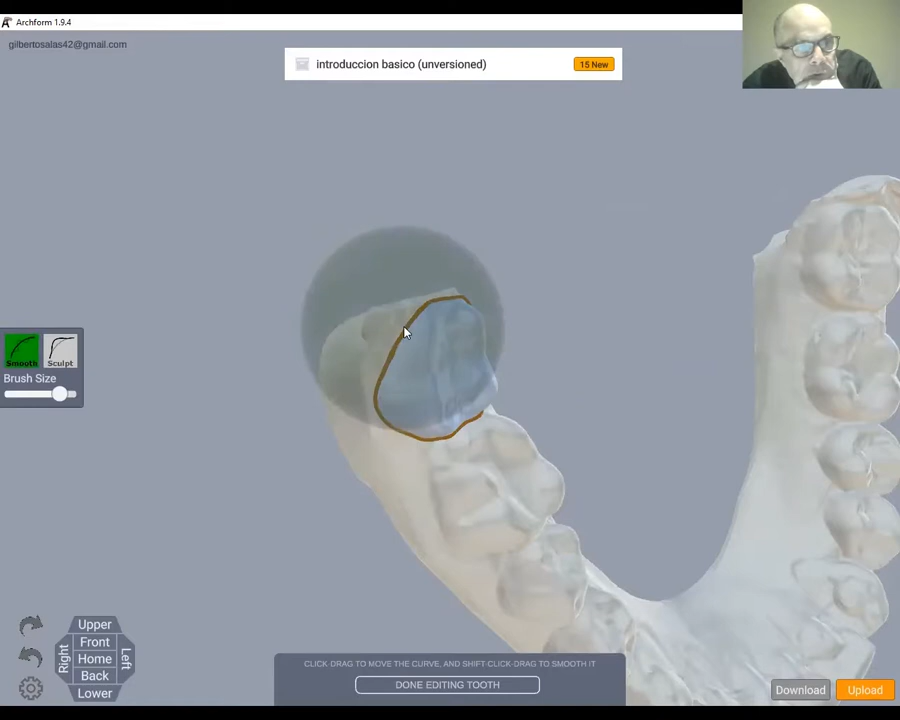 Archform 1.9.4
gilbertosalas42@gmail.com
introduccion basico (unversioned)
15 New
Smooth
Sculpt
Brush Size
Upper
Front
Right
Home
Left
Back
Lower
CLICK-DRAG TO MOVE THE CURVE, AND SHIFT-CLICK-DRAG TO SMOOTH IT
DONE EDITING TOOTH
Download
Upload